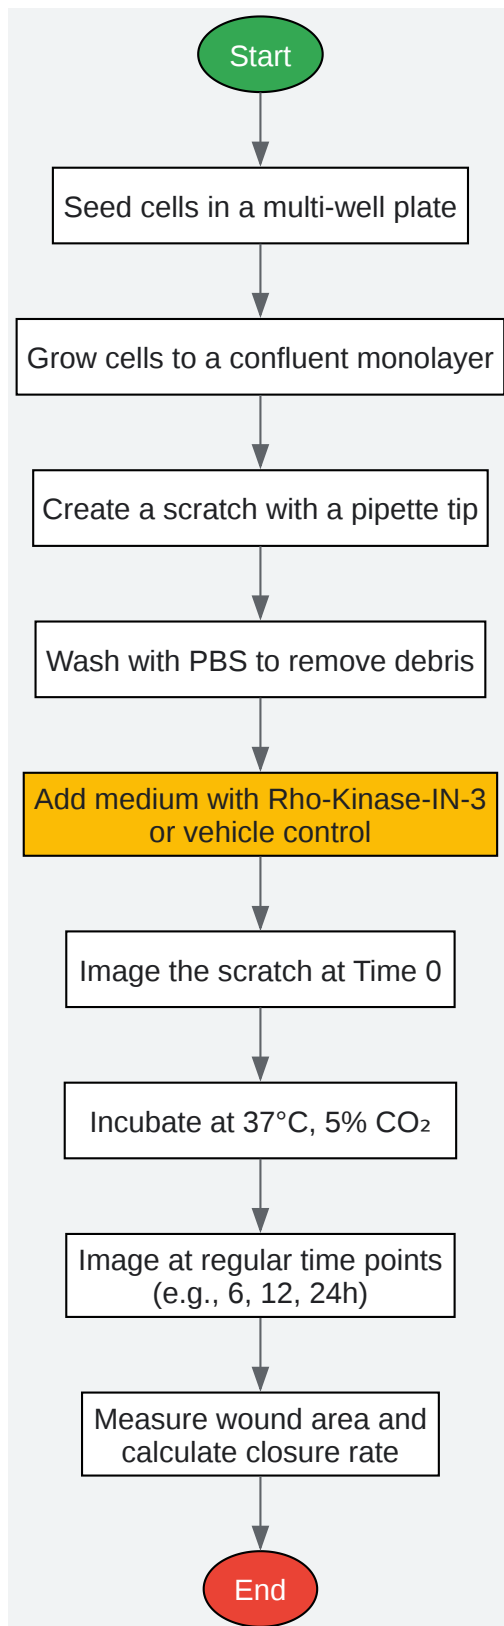 Start
Seed cells in a multi-well plate
Grow cells to a confluent monolayer
Create a scratch with a pipette tip
Wash with PBS to remove debris
Add medium with Rho-Kinase-IN-3
or vehicle control
Image the scratch at Time 0
Incubate at 37°C, 5% CO₂
Image at regular time points
(e.g., 6, 12, 24h)
Measure wound area and
calculate closure rate
End